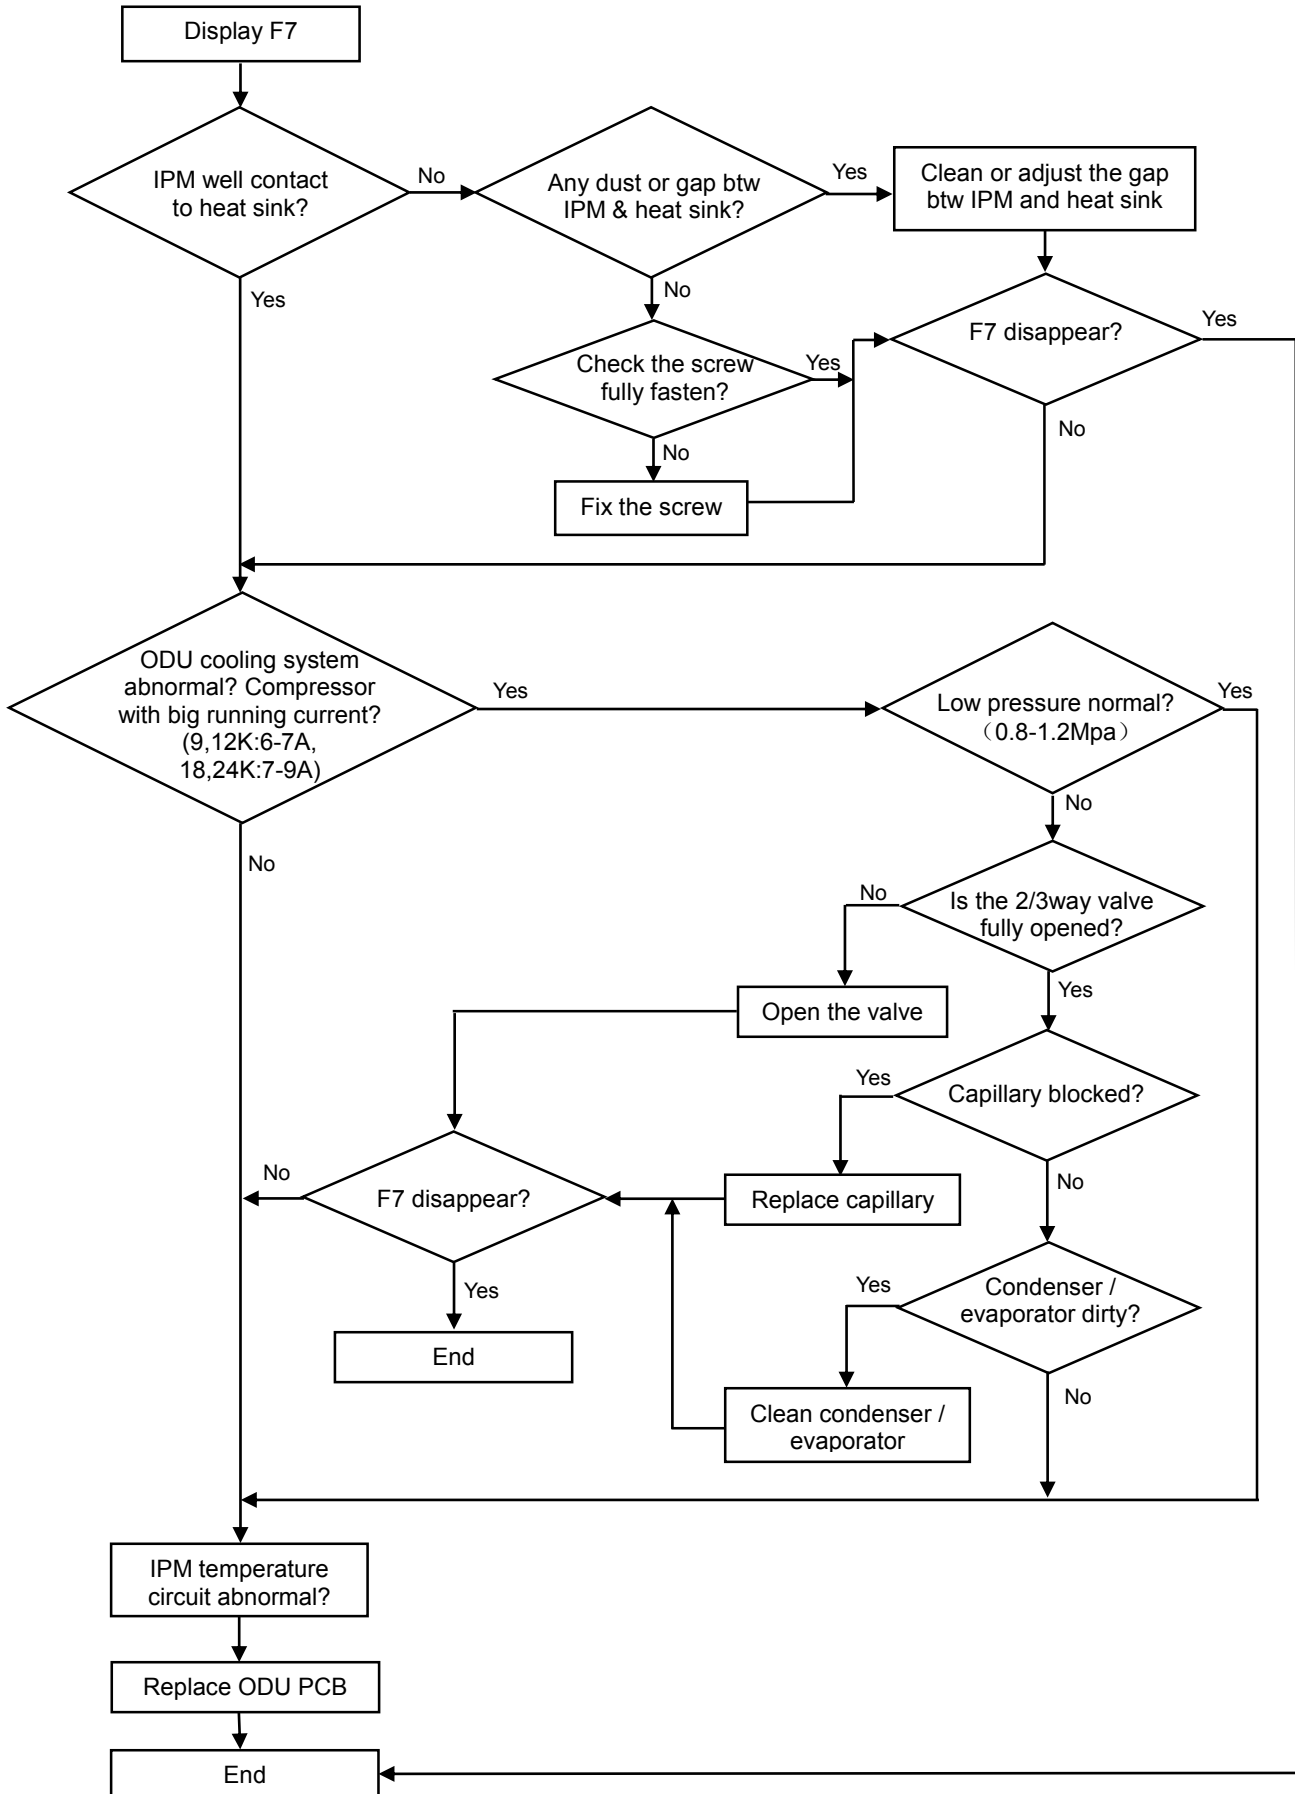 Display F7
IPM well contact
to heat sink?
No
Any dust or gap btw
IPM & heat sink?
Yes
Clean or adjust the gap
btw IPM and heat sink
Yes
No
F7 disappear?
Yes
Check the screw
fully fasten?
Yes
No
No
Fix the screw
ODU cooling system
abnormal? Compressor
with big running current?
(9,12K:6-7A,
18,24K:7-9A)
Yes
Low pressure normal?
（0.8-1.2Mpa）
Yes
No
No
Is the 2/3way valve
fully opened?
No
Yes
Open the valve
Capillary blocked?
Yes
No
Replace capillary
F7 disappear?
No
Yes
End
Condenser /
evaporator dirty?
Yes
No
Clean condenser /
evaporator
IPM temperature
circuit abnormal?
Replace ODU PCB
End